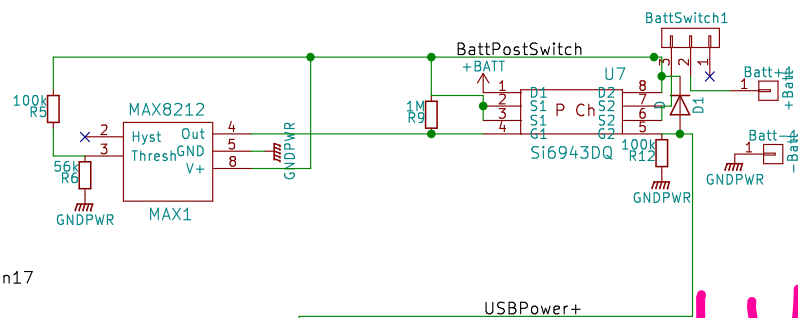 BattSwitch1
3 2 1
BattPostSwitch
+BATT
U7
Batt+1
1
+Batt
100k
R5
MAX8212
1M
R9
1 D1 D2 8
2 S1 P Ch S2 7
3 S1 S2 6
4 G1 G2 5
D
D1
Si6943DQ
2 Hyst Out 4
3 Thresh GND 5
V+ 8
GNDPWR
56k
R6
GNDPWR
MAX1
100k
R12
GNDPWR
Batt-1
1
-Batt
GNDPWR
n17
USBPower+